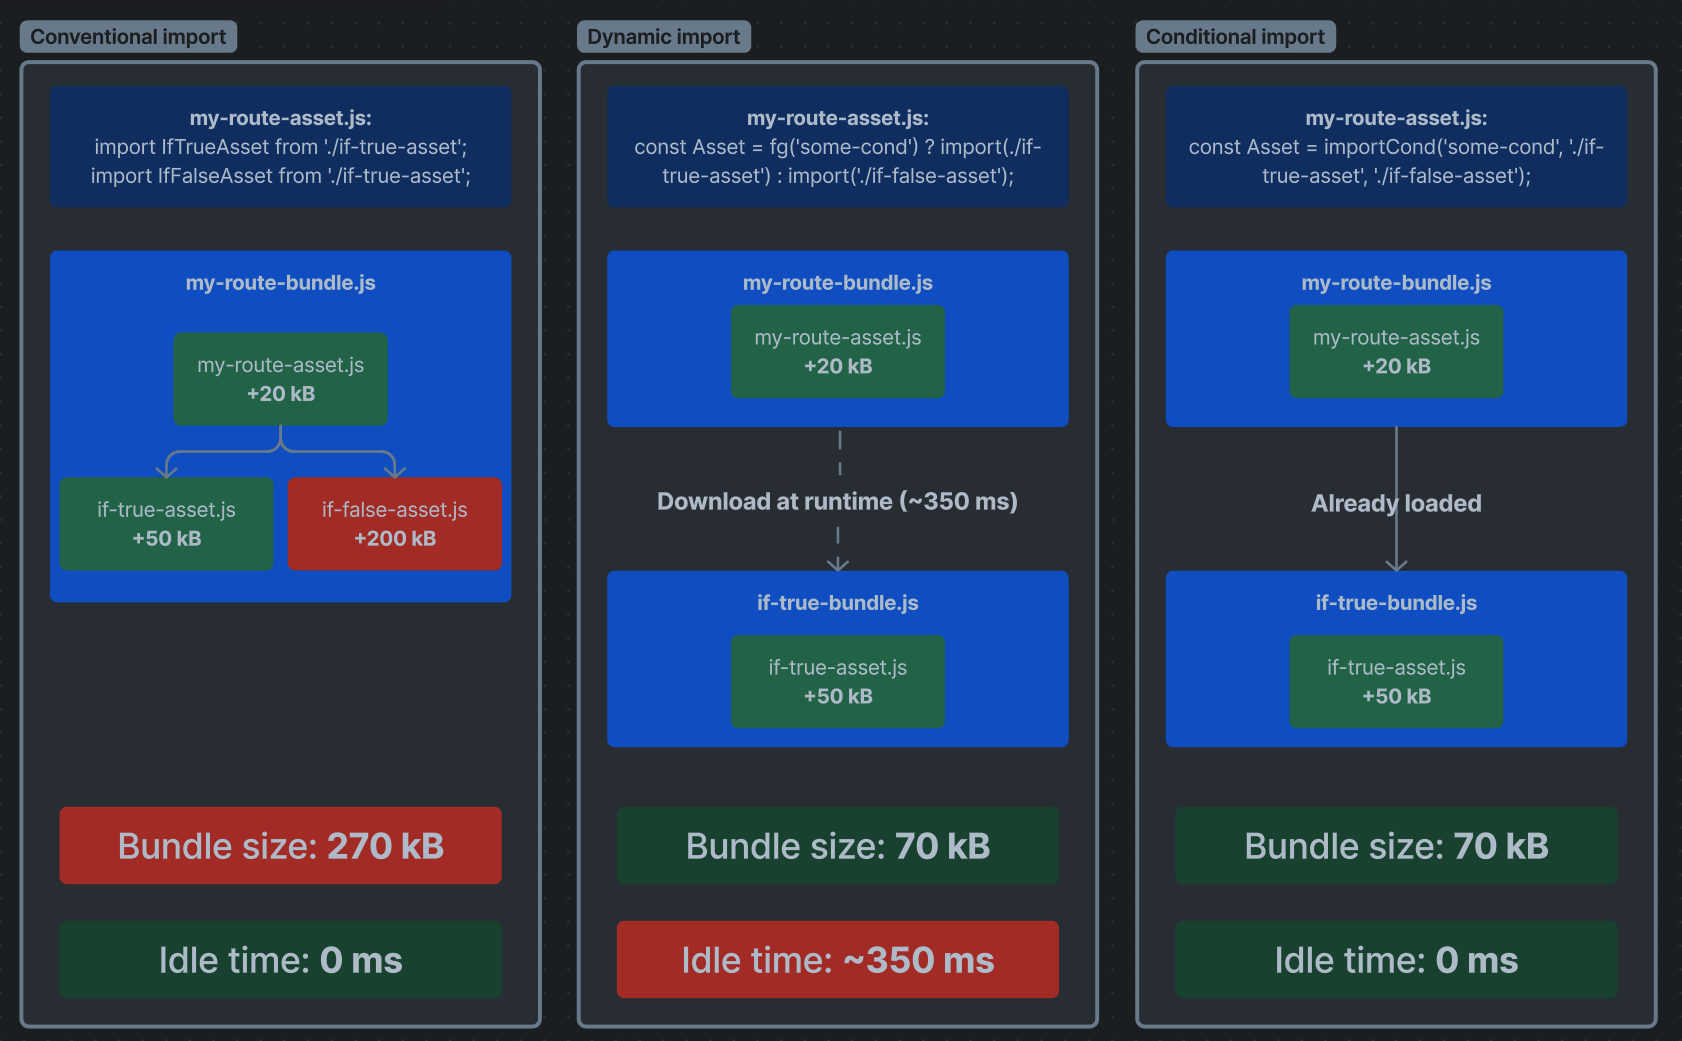 Conventional import
my-route-asset.js:
import IfTrueAsset from './if-true-asset';
import IfFalseAsset from './if-true-asset';
my-route-bundle.js
my-route-asset.js
+20 kB
if-true-asset.js
+50 kB
if-false-asset.js
+200 kB
Bundle size: 270 kB
Idle time: 0 ms
Dynamic import
my-route-asset.js:
const Asset = fg('some-cond') ? import(./if-
true-asset') : import('./if-false-asset');
my-route-bundle.js
my-route-asset.js
+20 kB
Download at runtime (~350 ms)
if-true-bundle.js
if-true-asset.js
+50 kB
Bundle size: 70 kB
Idle time: ~350 ms
Conditional import
my-route-asset.js:
const Asset = importCond('some-cond', './if-
true-asset', './if-false-asset');
my-route-bundle.js
my-route-asset.js
+20 kB
Already loaded
if-true-bundle.js
if-true-asset.js
+50 kB
Bundle size: 70 kB
Idle time: 0 ms